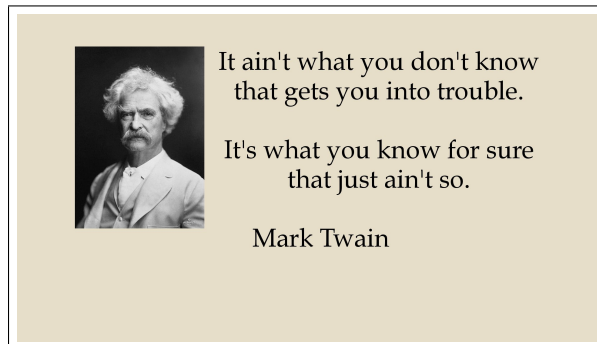 It ain't what you don't know
that gets you into trouble.
It's what you know for sure
that just ain't so.
Mark Twain